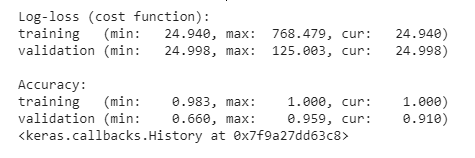 Log-loss (cost function):
training   (min:   24.940, max:  768.479, cur:   24.940)
validation (min:   24.998, max:  125.003, cur:   24.998)

Accuracy:
training   (min:    0.983, max:    1.000, cur:    1.000)
validation (min:    0.660, max:    0.959, cur:    0.910)
<keras.callbacks.History at 0x7f9a27dd63c8>